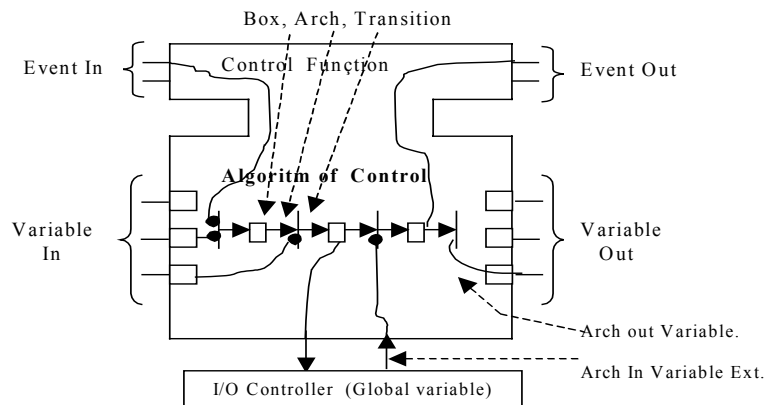 Box, Arch, Transition
Event In
Control Funçtion
Event Out
Algoritm of Control
Variable
In
Variable
Out
Arch out Variable.
Arch In Variable Ext.
I/O Controller (Global variable)